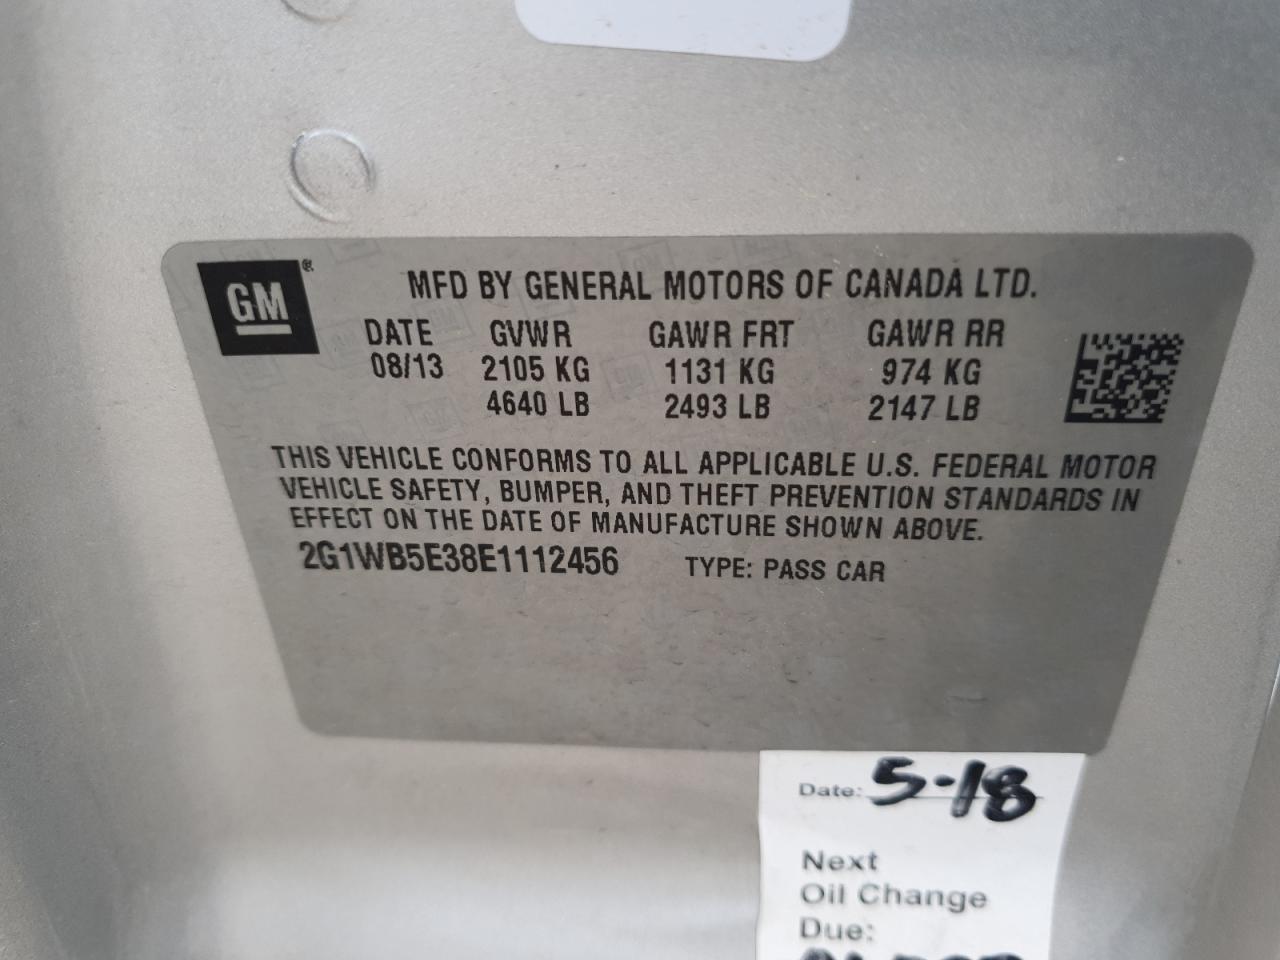 GM®
MFD BY GENERAL MOTORS OF CANADA LTD.
DATE GVWR GAWR FRT GAWR RR
08/13 2105 KG 1131 KG 974 KG
4640 LB 2493 LB 2147 LB
THIS VEHICLE CONFORMS TO ALL APPLICABLE U.S. FEDERAL MOTOR
VEHICLE SAFETY, BUMPER, AND THEFT PREVENTION STANDARDS IN
EFFECT ON THE DATE OF MANUFACTURE SHOWN ABOVE.
2G1WB5E38E1112456 TYPE: PASS CAR
Date: 5-18
Next
Oil Change
Due: